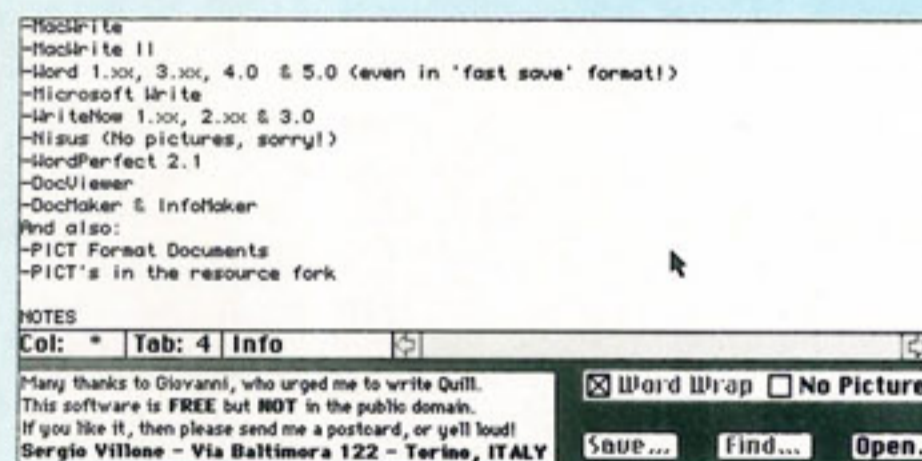 -MacWrite
-MacWrite II
-Word 1.xx, 3.xx, 4.0 & 5.0 (even in 'fast save' format!)
-Microsoft Write
-WriteNow 1.xx, 2.xx & 3.0
-Nisus (No pictures, sorry!)
-WordPerfect 2.1
-DocViewer
-DocMaker & InfoMaker
And also:
-PICT Format Documents
-PICT's in the resource fork
NOTES
Col: * Tab: 4 Info
Many thanks to Giovanni, who urged me to write Quill.
This software is FREE but NOT in the public domain.
If you like it, then please send me a postcard, or yell loud!
Sergio Villone - Via Baltimora 122 - Torino, ITALY
Word Wrap No Picture
Save... Find... Open.